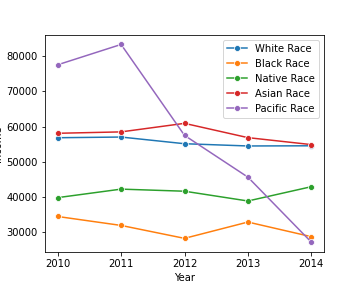 White Race
Black Race
Native Race
Asian Race
Pacific Race
80000
70000
60000
50000
40000
30000
2010
2011
2012
2013
2014
Year